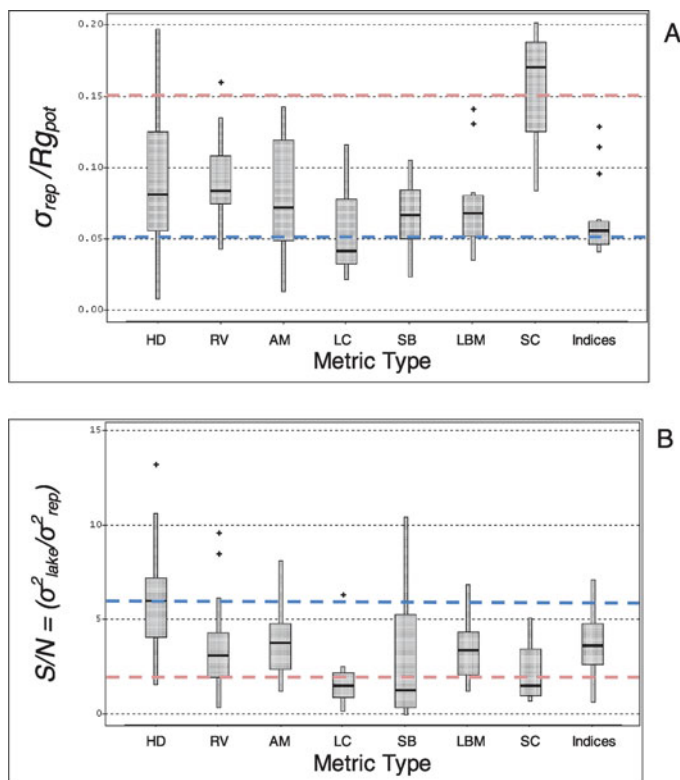 A
0.20
0.15
0.10
0.05
0.00
σrep /Rgpot
HD RV AM LC SB LBM SC Indices
Metric Type
B
15
10
5
0
S/N = (σ²lake/σ²rep)
HD RV AM LC SB LBM SC Indices
Metric Type